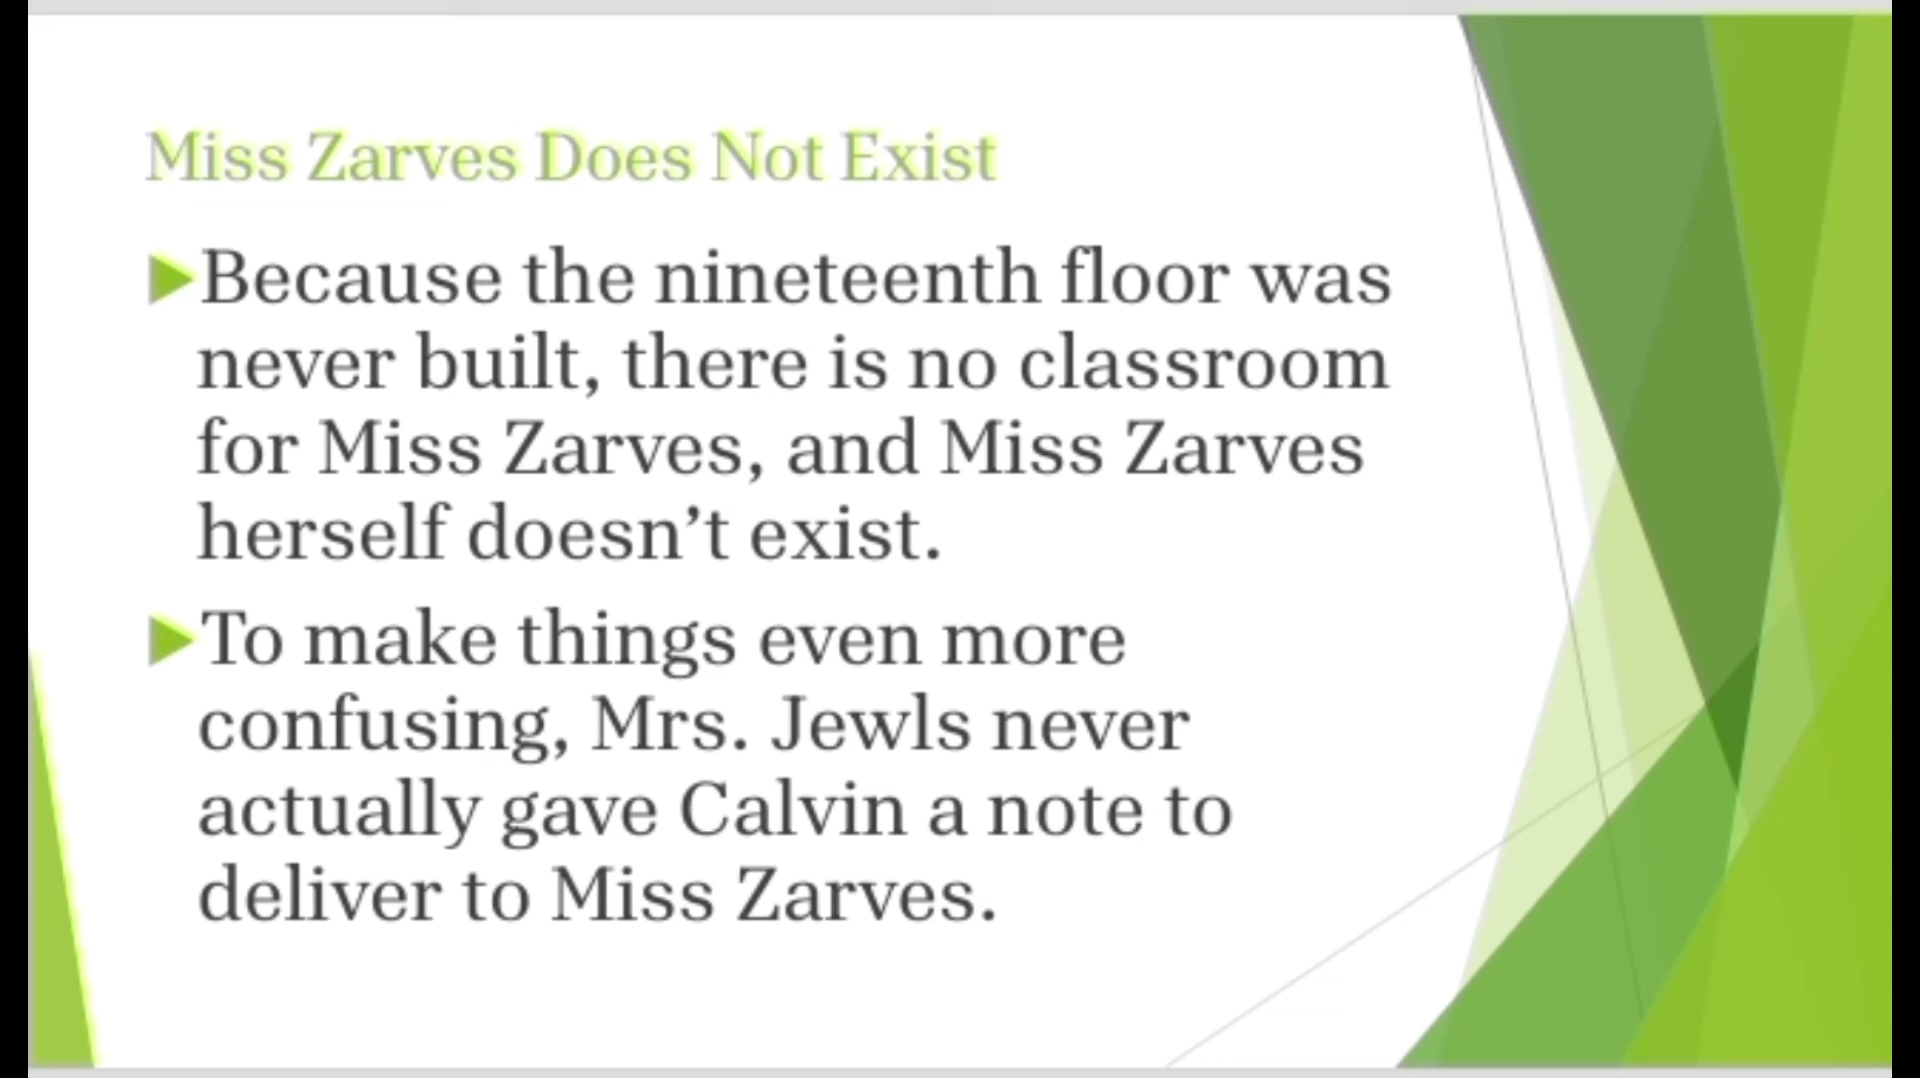 Miss Zarves Does Not Exist
Because the nineteenth floor was
never built, there is no classroom
for Miss Zarves, and Miss Zarves
herself doesn’t exist.
To make things even more
confusing, Mrs. Jewls never
actually gave Calvin a note to
deliver to Miss Zarves.